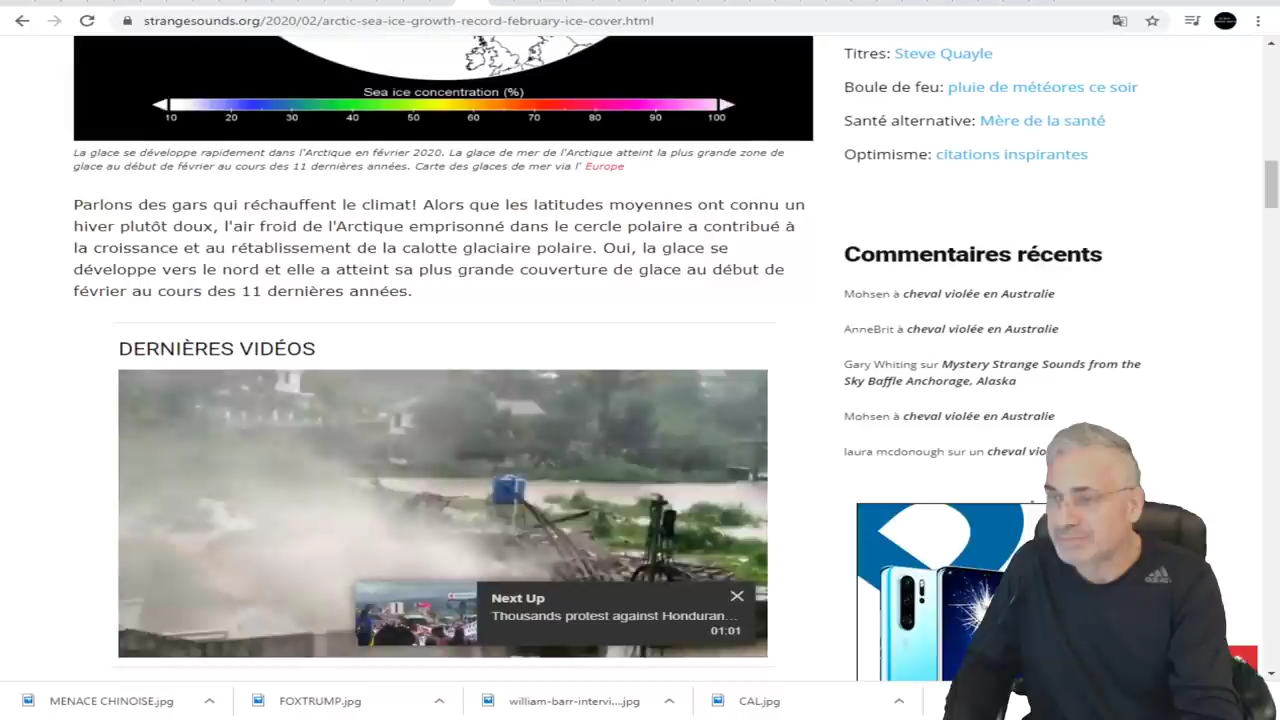 strangesounds.org/2020/02/arctic-sea-ice-growth-record-february-ice-cover.html
Sea ice concentration (%)
10 20 30 40 50 60 70 80 90 100
La glace se développe rapidement dans l'Arctique en février 2020. La glace de mer de l'Arctique atteint la plus grande zone de
glace au début de février au cours des 11 dernières années. Carte des glaces de mer via l' Europe
Parlons des gars qui réchauffent le climat! Alors que les latitudes moyennes ont connu un
hiver plutôt doux, l'air froid de l'Arctique emprisonné dans le cercle polaire a contribué à
la croissance et au rétablissement de la calotte glaciaire polaire. Oui, la glace se
développe vers le nord et elle a atteint sa plus grande couverture de glace au début de
février au cours des 11 dernières années.
DERNIÈRES VIDÉOS
Next Up
Thousands protest against Honduran...
01:01
Titres: Steve Quayle
Boule de feu: pluie de météores ce soir
Santé alternative: Mère de la santé
Optimisme: citations inspirantes
Commentaires récents
Mohsen à cheval violée en Australie
AnneBrit à cheval violée en Australie
Gary Whiting sur Mystery Strange Sounds from the
Sky Baffle Anchorage, Alaska
Mohsen à cheval violée en Australie
laura mcdonough sur un cheval vio
adidas
MENACE CHINOISE.jpg
FOXTRUMP.jpg
william-barr-intervi....jpg
CAL.jpg